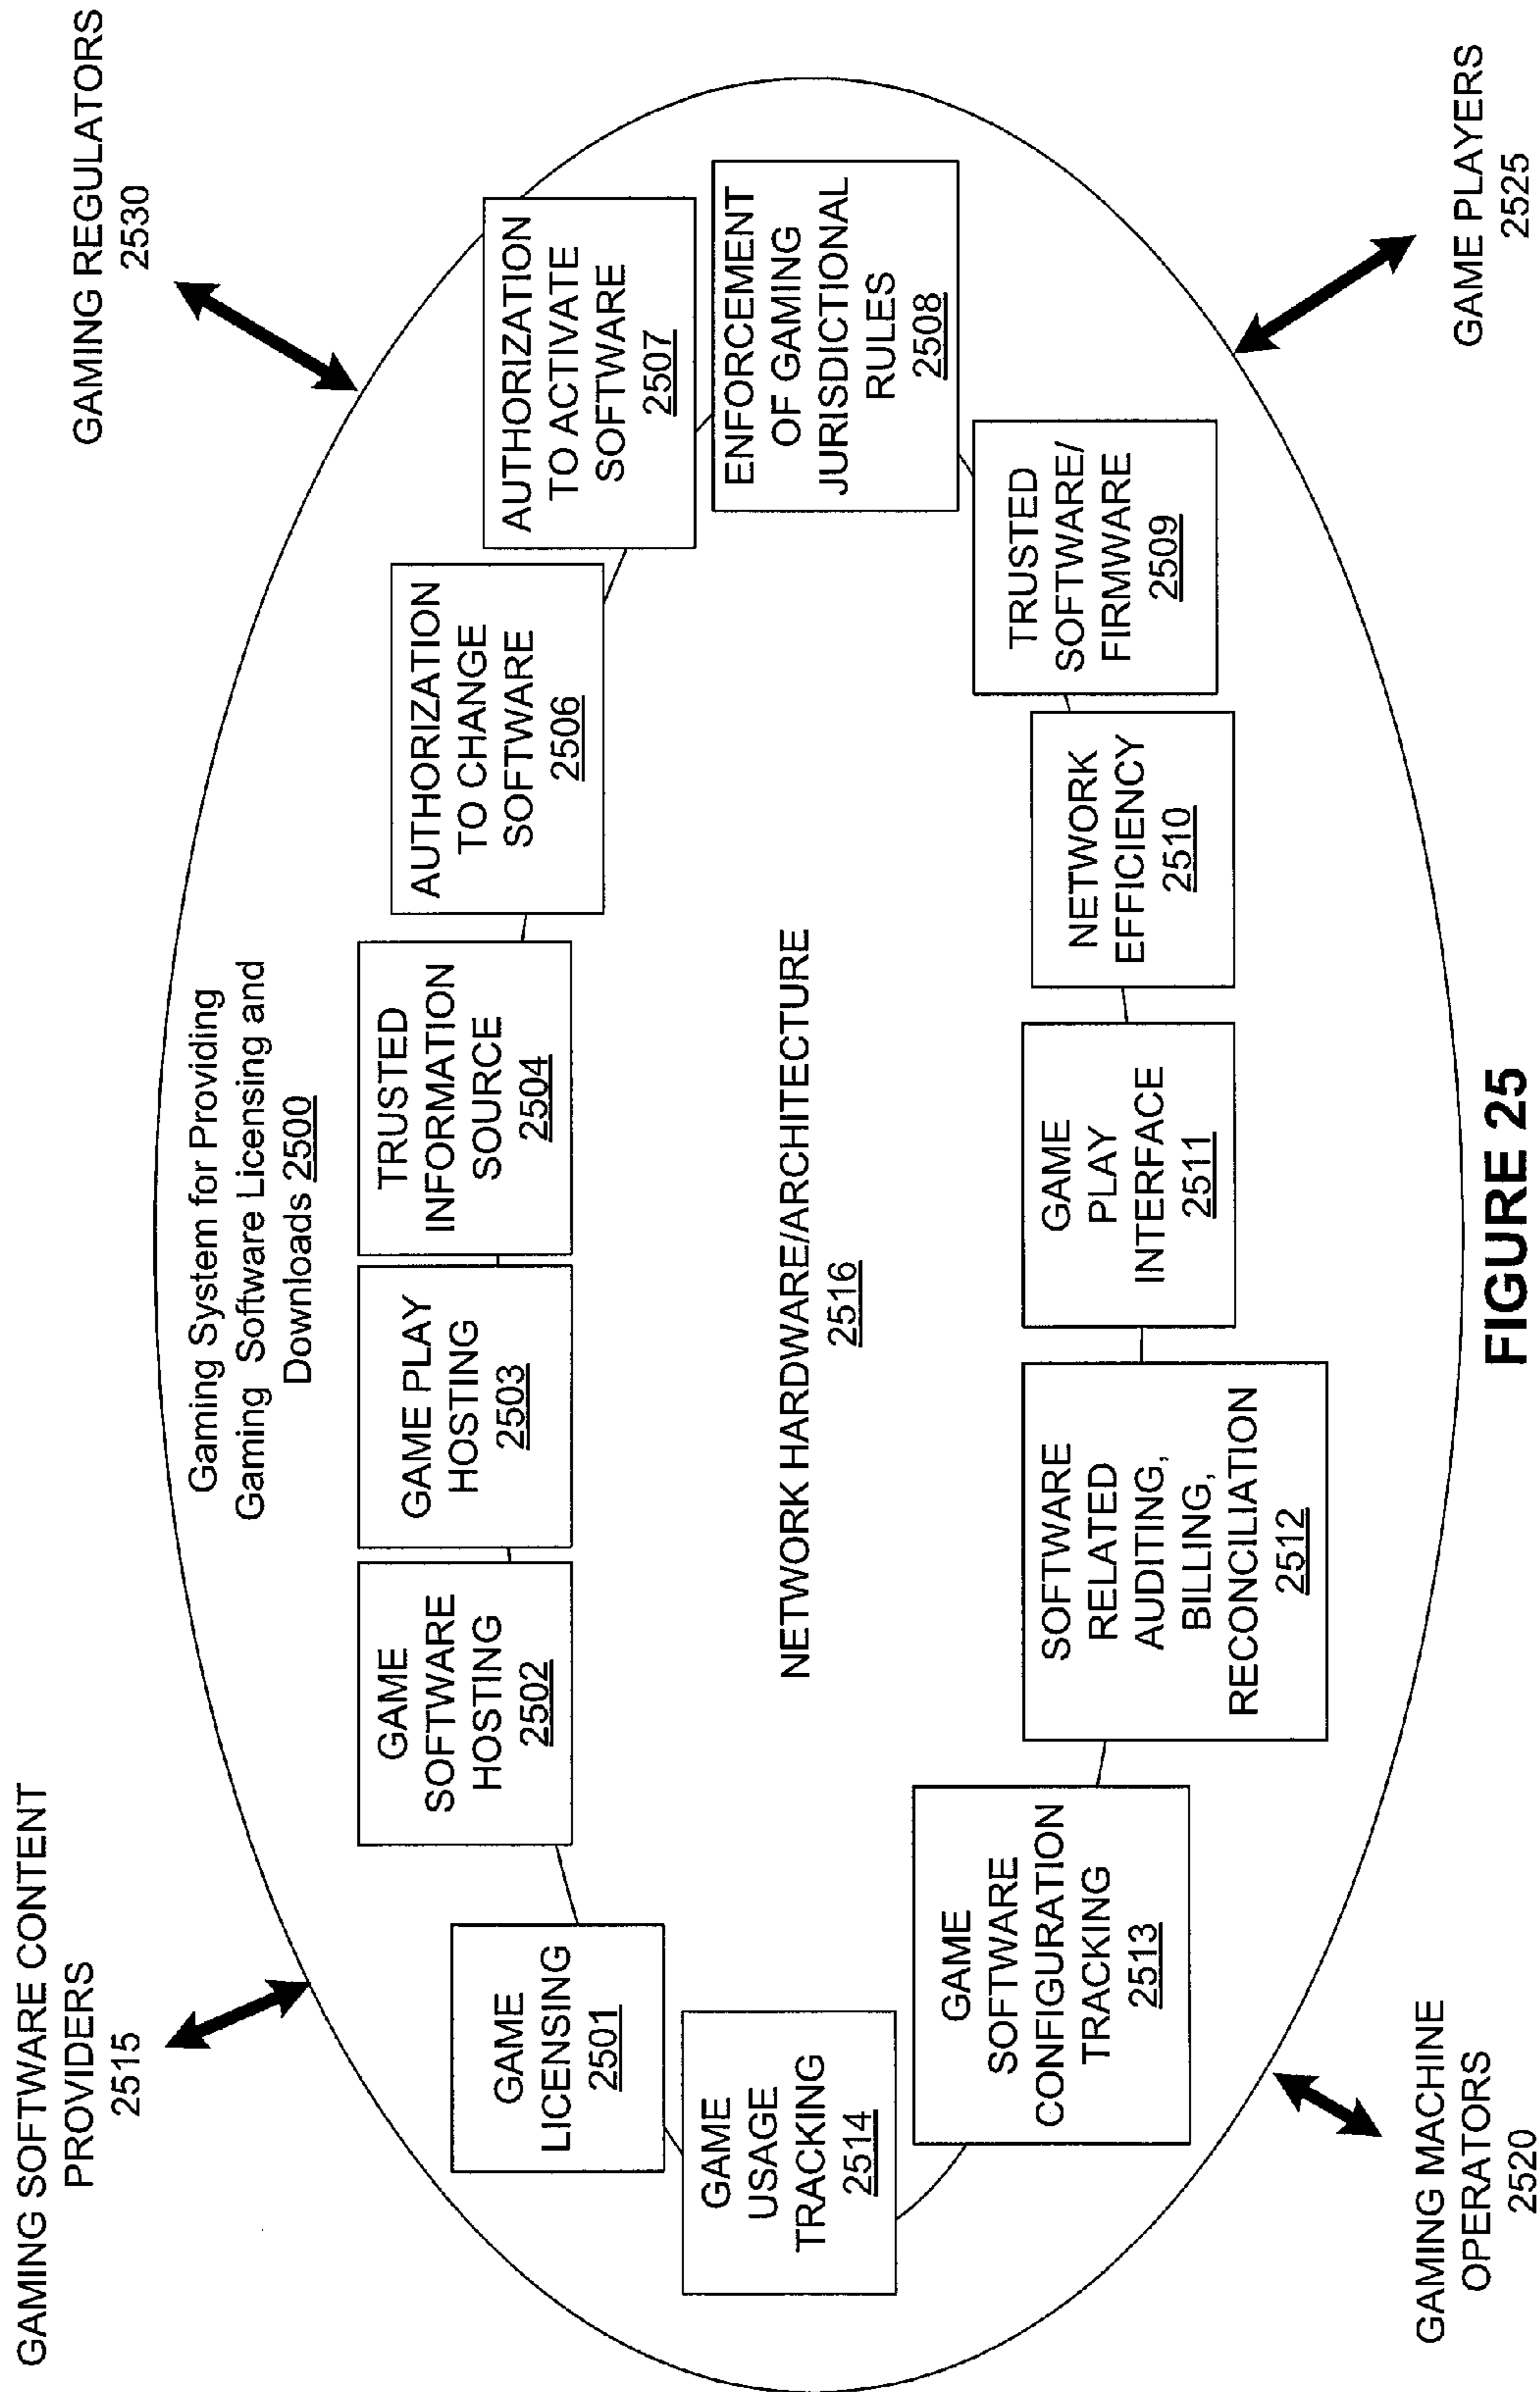 GAMING SOFTWARE CONTENT
PROVIDERS
2515
GAMING REGULATORS
2530
Gaming System for Providing
Gaming Software Licensing and
Downloads 2500
GAME
LICENSING
2501
GAME
SOFTWARE
HOSTING
2502
GAME PLAY
HOSTING
2503
TRUSTED
INFORMATION
SOURCE
2504
AUTHORIZATION
TO CHANGE
SOFTWARE
2506
AUTHORIZATION
TO ACTIVATE
SOFTWARE
2507
ENFORCEMENT
OF GAMING
JURISDICTIONAL
RULES
2508
NETWORK HARDWARE/ARCHITECTURE
2516
GAME
USAGE
TRACKING
2514
GAME
SOFTWARE
CONFIGURATION
TRACKING
2513
SOFTWARE
RELATED
AUDITING,
BILLING,
RECONCILIATION
2512
GAME
PLAY
INTERFACE
2511
NETWORK
EFFICIENCY
2510
TRUSTED
SOFTWARE/
FIRMWARE
2509
GAMING MACHINE
OPERATORS
2520
GAME PLAYERS
2525
FIGURE 25